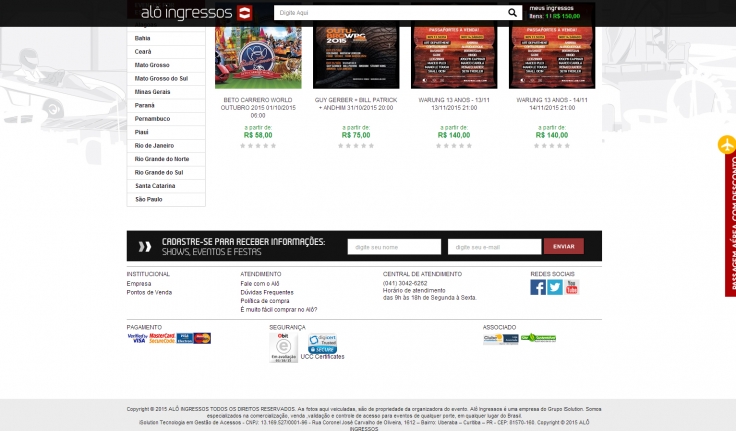 alô ingressos
Digite Aqui
meus ingressos
Itens: 1 | R$ 150,00
Bahia
Ceará
Mato Grosso
Mato Grosso do Sul
Minas Gerais
Paraná
Pernambuco
Piauí
Rio de Janeiro
Rio Grande do Norte
Rio Grande do Sul
Santa Catarina
São Paulo
BETO CARRERO WORLD
OUTUBRO 2015 01/10/2015
06:00
a partir de:
R$ 58,00
GUY GERBER + BILL PATRICK
+ ANDHIM 31/10/2015 20:00
a partir de:
R$ 75,00
WARUNG 13 ANOS - 13/11
13/11/2015 21:00
a partir de:
R$ 140,00
WARUNG 13 ANOS - 14/11
14/11/2015 21:00
a partir de:
R$ 140,00
PASSAGEM AÉREA COM DESCONTO
CADASTRE-SE PARA RECEBER INFORMAÇÕES:
SHOWS, EVENTOS E FESTAS
digite seu nome
digite seu e-mail
ENVIAR
INSTITUCIONAL
Empresa
Pontos de Venda
ATENDIMENTO
Fale com o Alô
Dúvidas Frequentes
Política de compra
É muito fácil comprar no Alô?
CENTRAL DE ATENDIMENTO
(041) 3042-6262
Horário de atendimento
das 9h às 18h de Segunda à Sexta.
REDES SOCIAIS
You
Tube
PAGAMENTO
Verified by
VISA
MasterCard
SecureCode
VISA
SEGURANÇA
ebit
digicert
Trusted
SECURE
UCC Certificates
ASSOCIADO
Copyright © 2015 ALÔ INGRESSOS TODOS OS DIREITOS RESERVADOS. As fotos aqui veiculadas, são de propriedade da organizadora do evento. Alô Ingressos é uma empresa do Grupo iSolution. Somos
especializados na comercialização, venda ,validação e controle de acesso para eventos de qualquer porte, em qualquer lugar do Brasil.
iSolution Tecnologia em Gestão de Acessos - CNPJ: 13.169.527/0001-96 - Rua Coronel José Carvalho de Oliveira, 1612 – Bairro: Uberaba – Curitiba – PR - CEP: 81570-160. Copyright © 2015 ALÔ
INGRESSOS